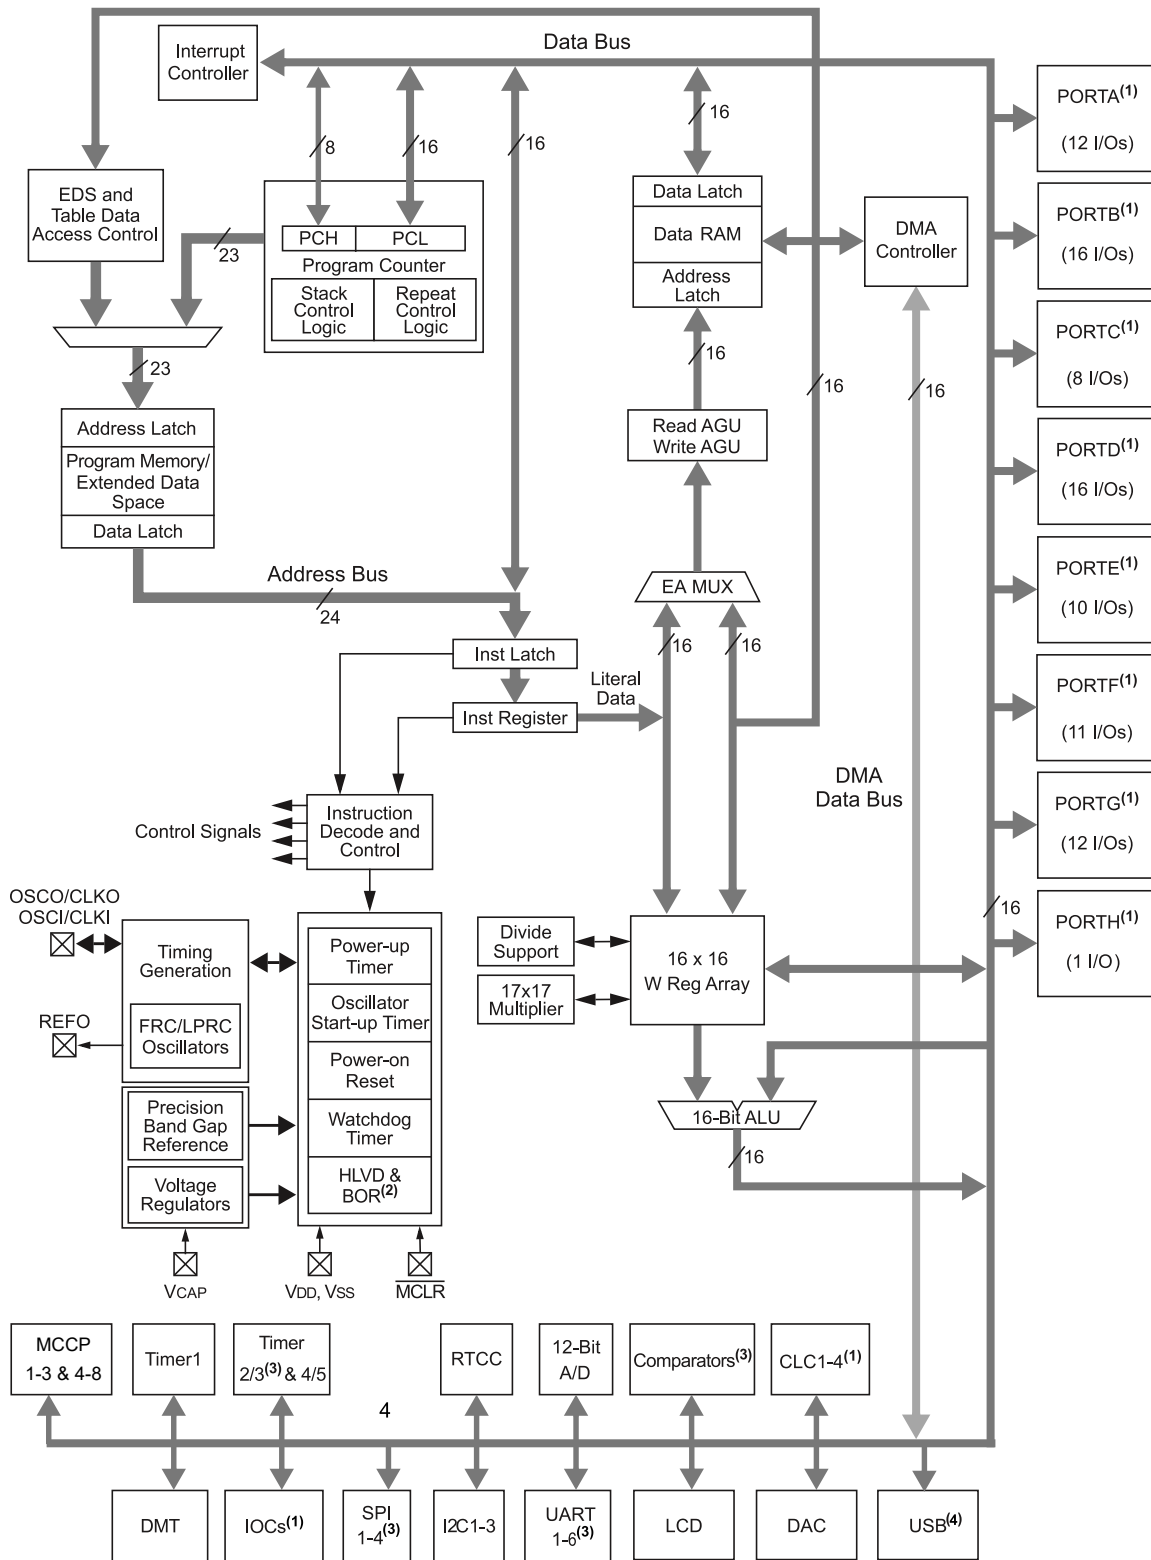 Data Bus
Interrupt
Controller
8
16
16
16
PORTA(1)
(12 I/Os)
EDS and
Table Data
Access Control
23
PCH
PCL
Program Counter
Stack
Control
Logic
Repeat
Control
Logic
Data Latch
Data RAM
Address
Latch
DMA
Controller
PORTB(1)
(16 I/Os)
23
16
16
16
PORTC(1)
(8 I/Os)
Address Latch
Program Memory/
Extended Data
Space
Data Latch
Read AGU
Write AGU
PORTD(1)
(16 I/Os)
Address Bus
24
EA MUX
16
16
PORTE(1)
(10 I/Os)
Inst Latch
Inst Register
Literal
Data
PORTF(1)
(11 I/Os)
DMA
Data Bus
Control Signals
Instruction
Decode and
Control
PORTG(1)
(12 I/Os)
16
PORTH(1)
(1 I/O)
OSCO/CLKO
OSCI/CLKI
Timing
Generation
REFO
FRC/LPRC
Oscillators
Precision
Band Gap
Reference
Voltage
Regulators
Power-up
Timer
Oscillator
Start-up Timer
Power-on
Reset
Watchdog
Timer
HLVD &
BOR(2)
Divide
Support
17x17
Multiplier
16 x 16
W Reg Array
16-Bit ALU
16
VCAP
VDD, VSS
MCLR
MCCP
1-3 & 4-8
Timer1
Timer
2/3(3) & 4/5
RTCC
12-Bit
A/D
Comparators(3)
CLC1-4(1)
4
DMT
IOCs(1)
SPI
1-4(3)
I2C1-3
UART
1-6(3)
LCD
DAC
USB(4)